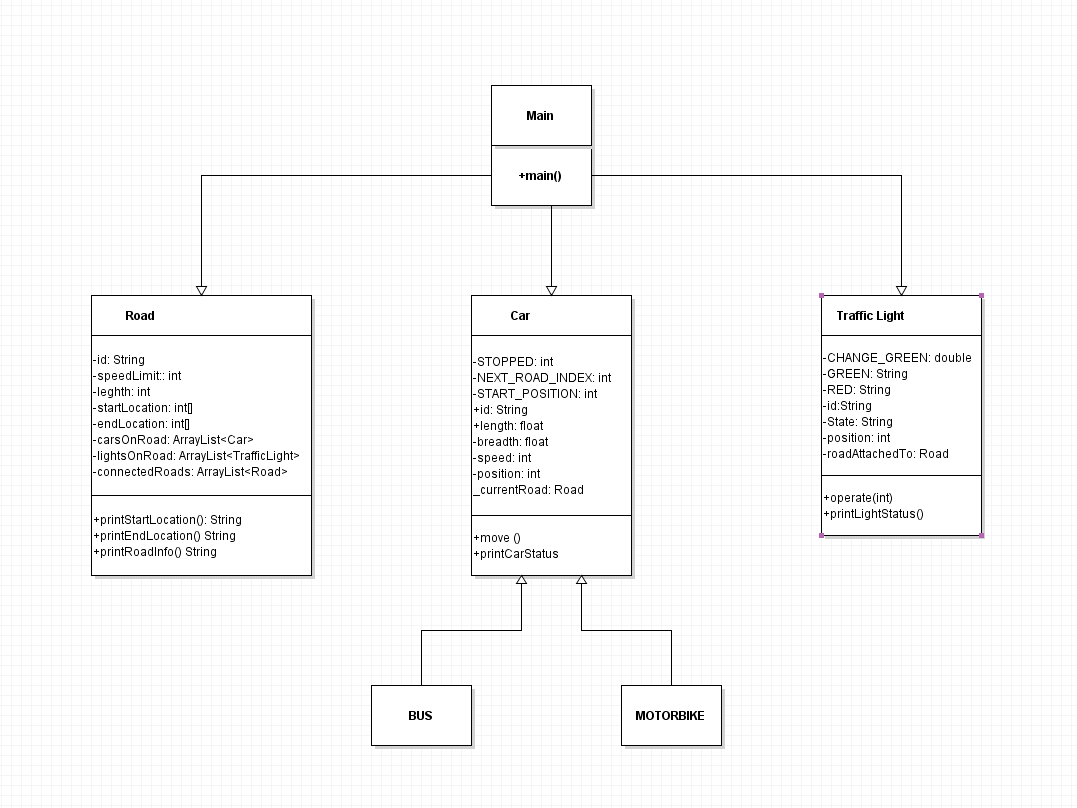 Main
+main()
Road
-id: String
-speedLimit:: int
-leghth: int
-startLocation: int[]
-endLocation: int[]
-carsOnRoad: ArrayList<Car>
-lightsOnRoad: ArrayList<TrafficLight>
-connectedRoads: ArrayList<Road>
+printStartLocation(): String
+printEndLocation() String
+printRoadInfo() String
Car
-STOPPED: int
-NEXT_ROAD_INDEX: int
-START_POSITION: int
+id: String
+length: float
-breadth: float
-speed: int
-position: int
_currentRoad: Road
+move ()
+printCarStatus
Traffic Light
-CHANGE_GREEN: double
-GREEN: String
-RED: String
-id:String
-State: String
-position: int
-roadAttachedTo: Road
+operate(int)
+printLightStatus()
BUS
MOTORBIKE